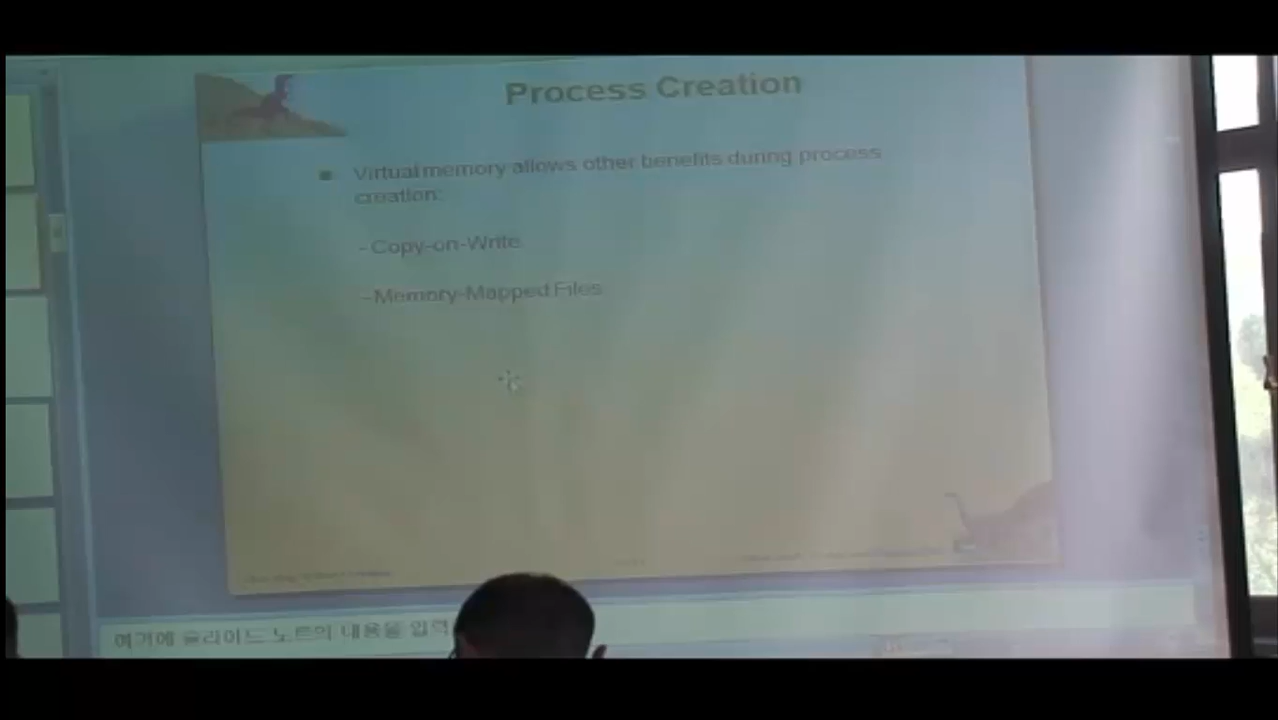 Process Creation
Virtual memory allows other benefits during process
creation:
- Copy-on-Write
- Memory-Mapped Files
여기에 슬라이드 노트의 내용을 입력